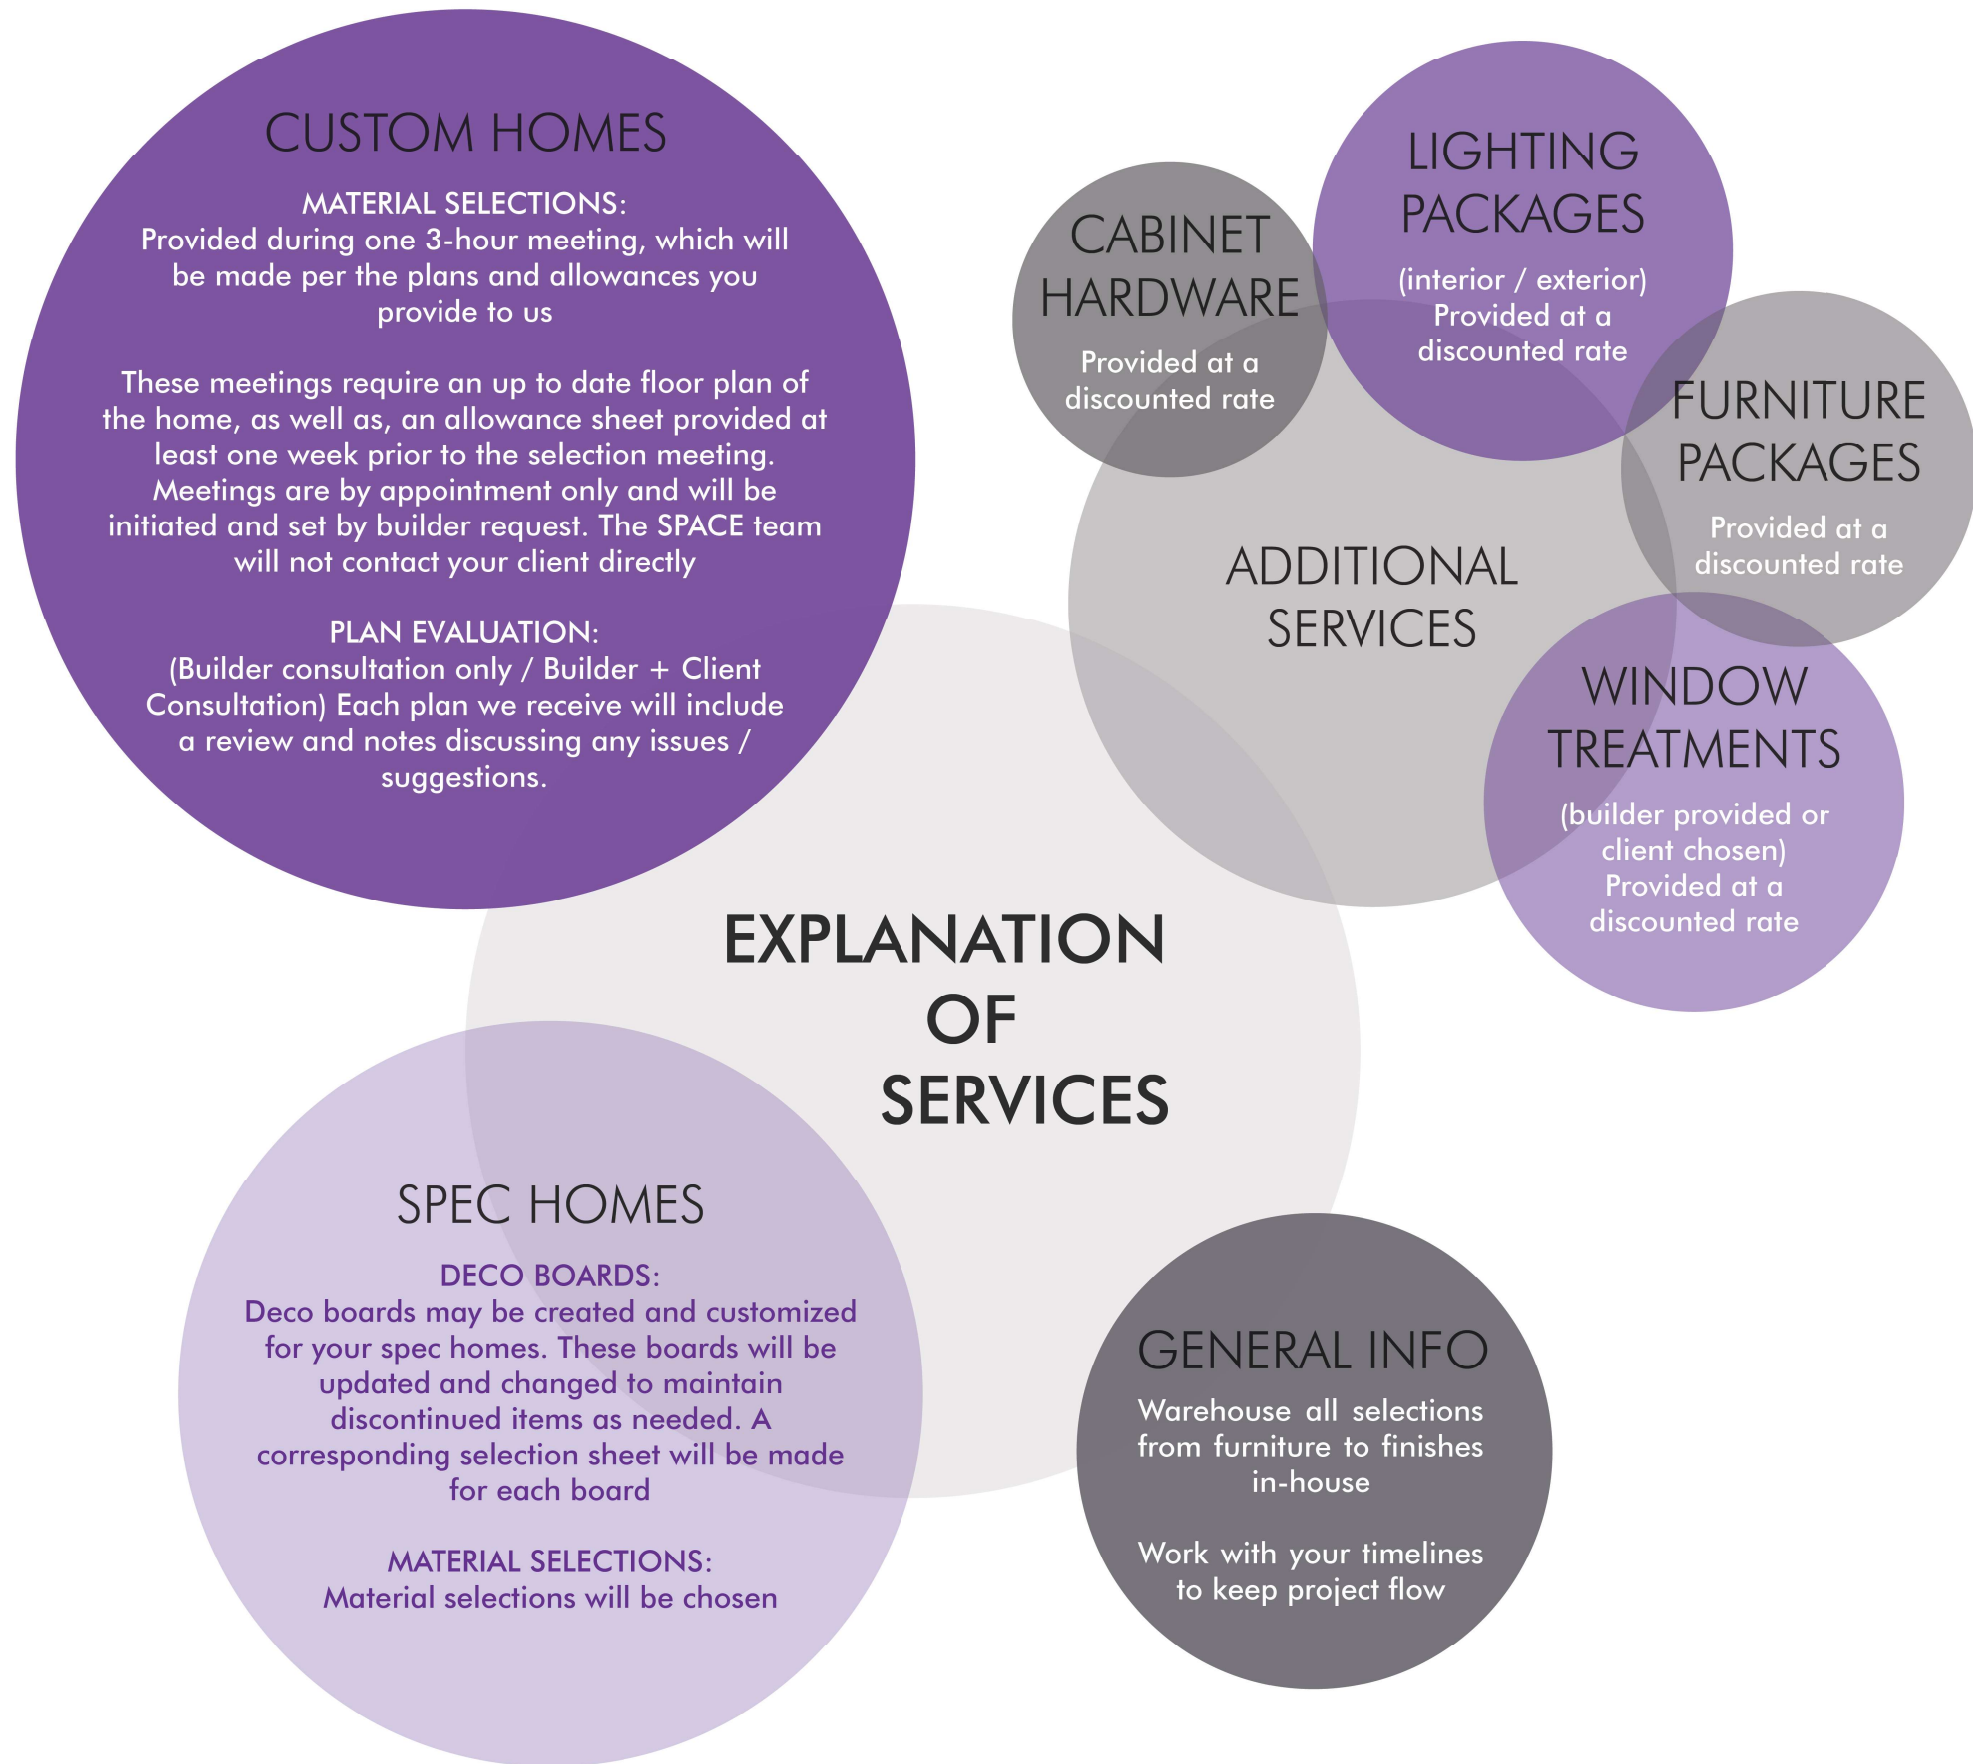 CUSTOM HOMES
MATERIAL SELECTIONS:
Provided during one 3-hour meeting, which will
be made per the plans and allowances you
provide to us
These meetings require an up to date floor plan of
the home, as well as, an allowance sheet provided at
least one week prior to the selection meeting.
Meetings are by appointment only and will be
initiated and set by builder request. The SPACE team
will not contact your client directly
PLAN EVALUATION:
(Builder consultation only / Builder + Client
Consultation) Each plan we receive will include
a review and notes discussing any issues /
suggestions.
CABINET
HARDWARE
Provided at a
discounted rate
LIGHTING
PACKAGES
(interior / exterior)
Provided at a
discounted rate
FURNITURE
PACKAGES
Provided at a
discounted rate
ADDITIONAL
SERVICES
WINDOW
TREATMENTS
(builder provided or
client chosen)
Provided at a
discounted rate
EXPLANATION
OF
SERVICES
SPEC HOMES
DECO BOARDS:
Deco boards may be created and customized
for your spec homes. These boards will be
updated and changed to maintain
discontinued items as needed. A
corresponding selection sheet will be made
for each board
MATERIAL SELECTIONS:
Material selections will be chosen
GENERAL INFO
Warehouse all selections
from furniture to finishes
in-house
Work with your timelines
to keep project flow